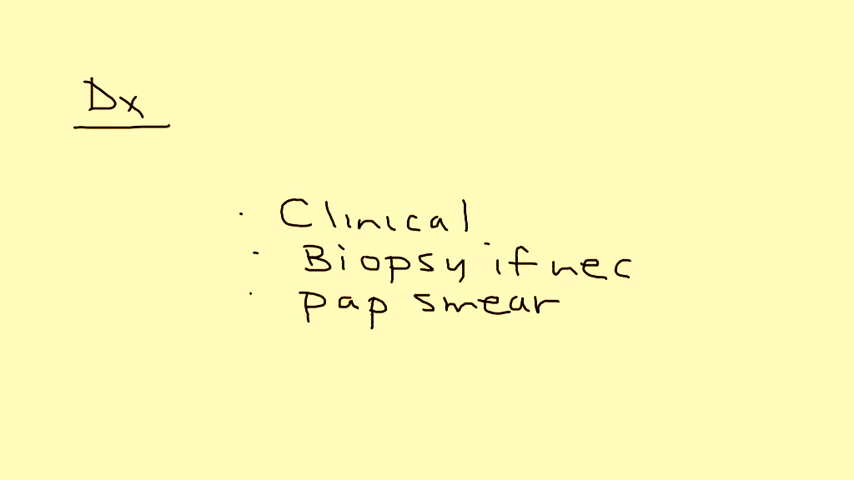 Dx
· Clinical
· Biopsy if nec
· pap smear